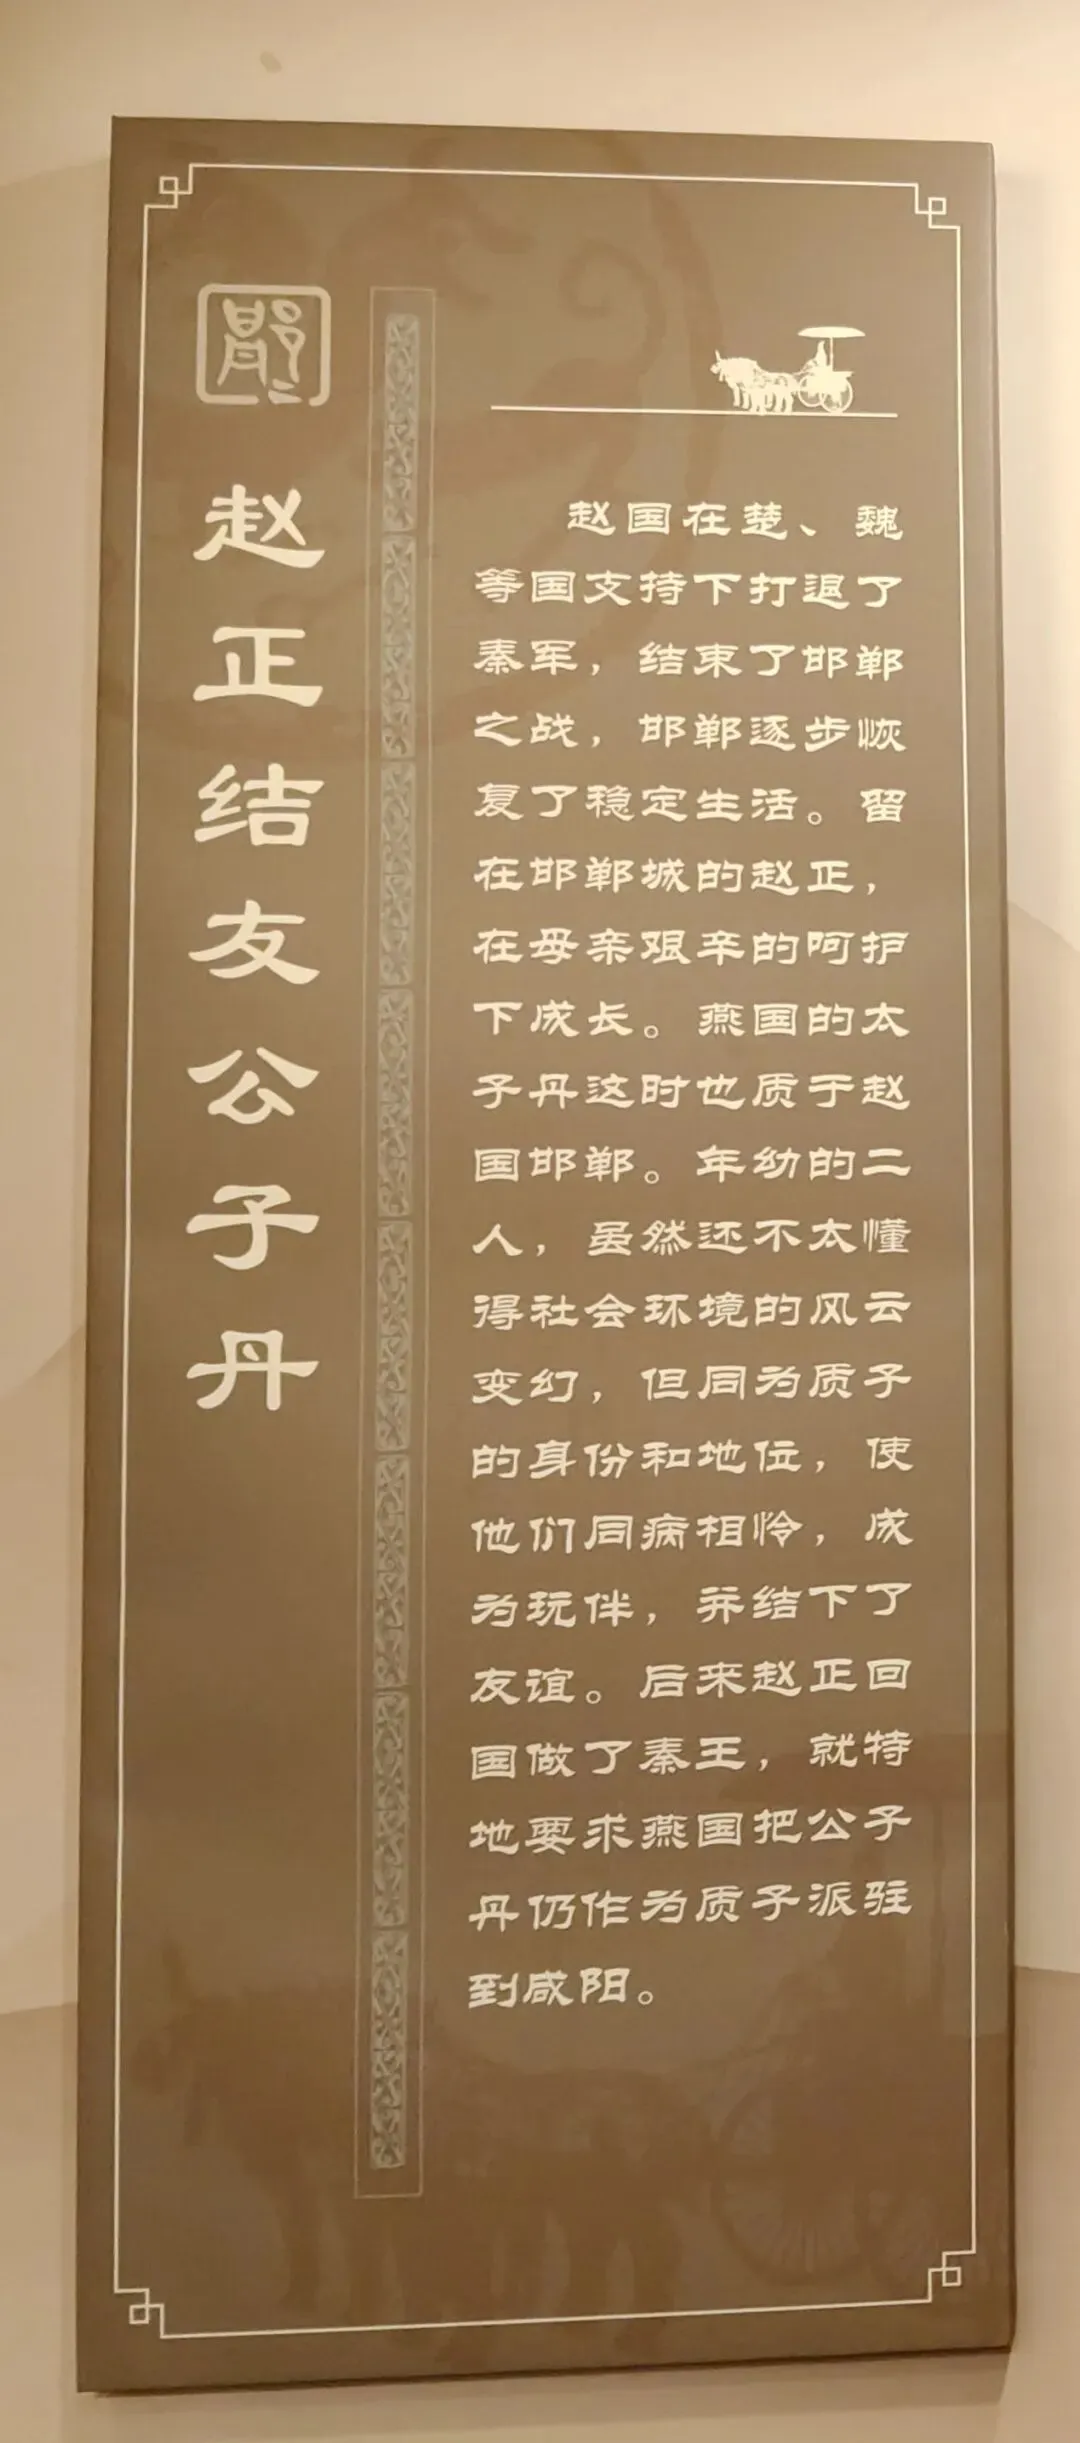 赵正结友公子丹
赵国在楚、魏
等国支持下打退了
秦军，结束了邯郸
之战，邯郸逐步恢
复了稳定生活。留
在邯郸城的赵正，
在母亲艰辛的呵护
下成长。燕国的太
子丹这时也质于赵
国邯郸。年幼的二
人，虽然还不太懂
得社会环境的风云
变幻，但同为质子
的身份和地位，使
他们同病相怜，成
为玩伴，并结下了
友谊。后来赵正回
国做了秦王，就特
地要求燕国把公子
丹仍作为质子派驻
到咸阳。